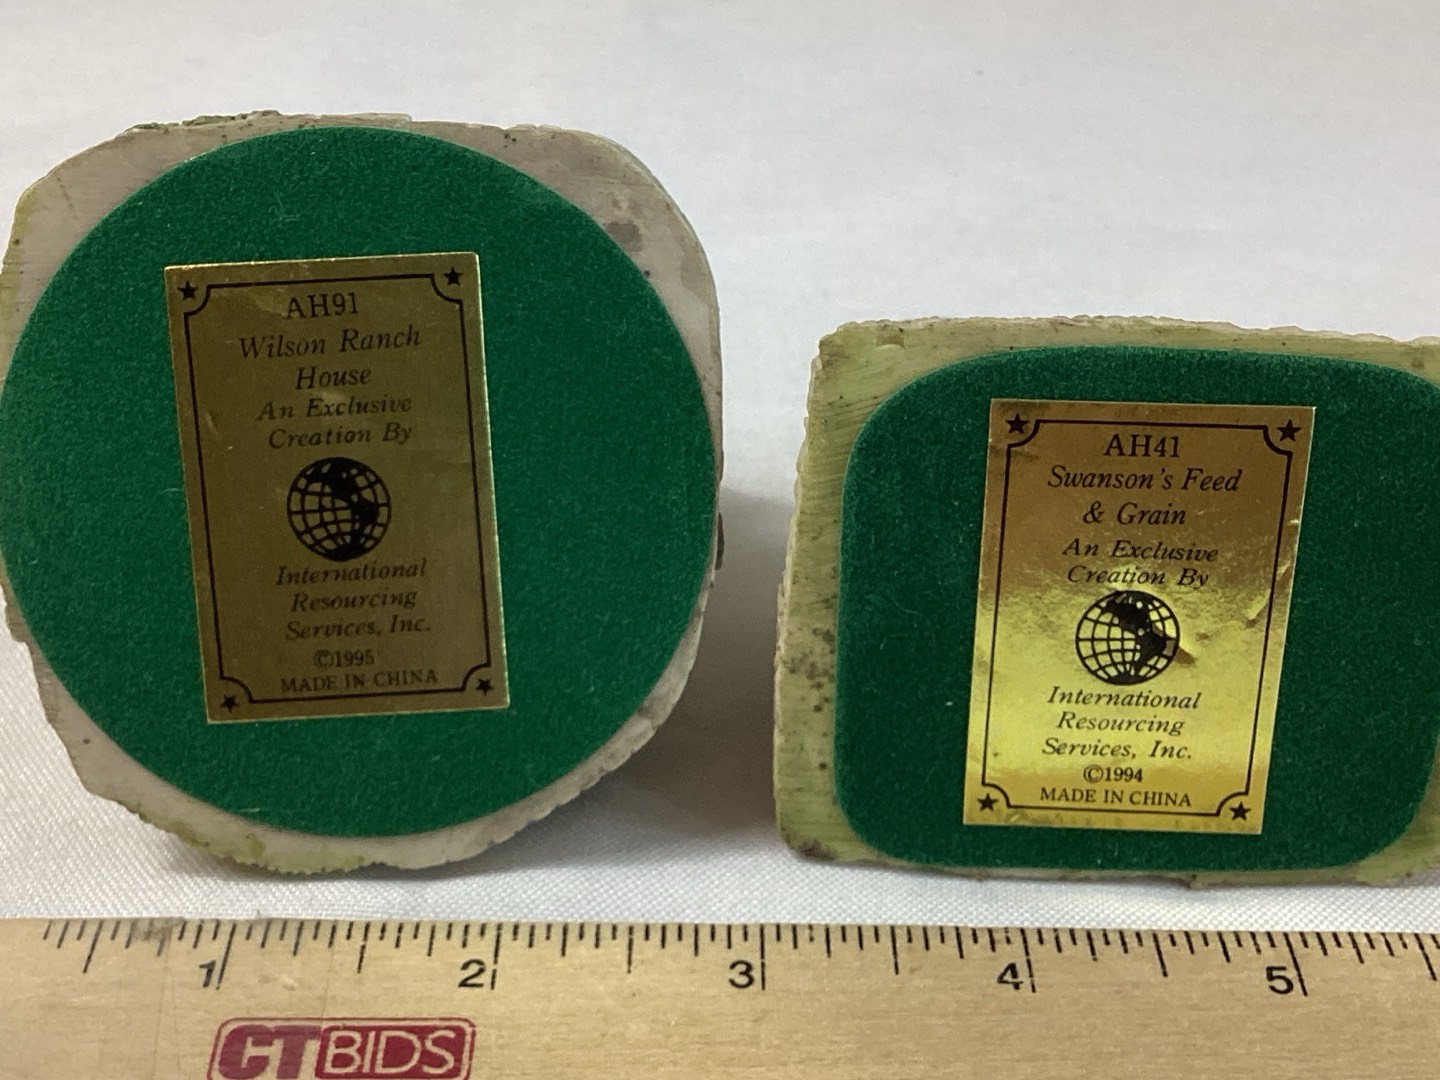 AH91
Wilson Ranch
House
An Exclusive
Creation By
International
Resourcing
Services, Inc.
©1995
MADE IN CHINA
AH41
Swanson's Feed
& Grain
An Exclusive
Creation By
International
Resourcing
Services, Inc.
©1994
MADE IN CHINA
1 2 3 4 5
CTBIDS